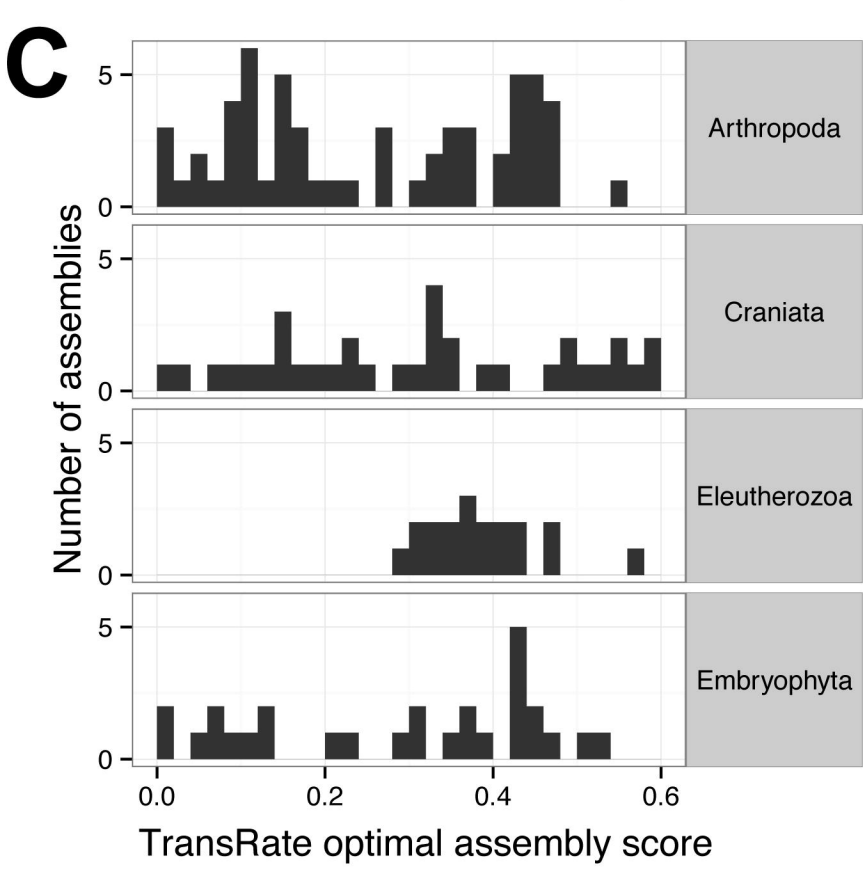 C
Number of assemblies
5
0
Arthropoda
5
0
Craniata
5
0
Eleutherozoa
5
0
Embryophyta
0.0 0.2 0.4 0.6
TransRate optimal assembly score